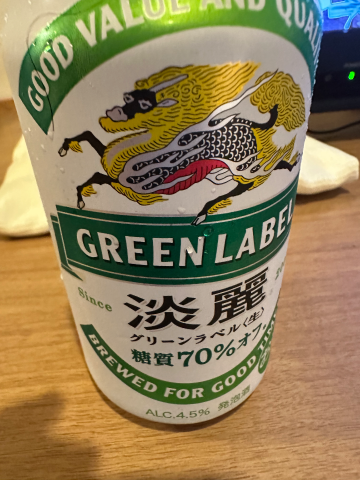 GOOD VALUE AND QUALI
GREEN LABEL
Since
20
淡麗
グリーンラベル〈生〉
糖質70%オフ
BREWED FOR GOOD
ALC.4.5% 発泡酒